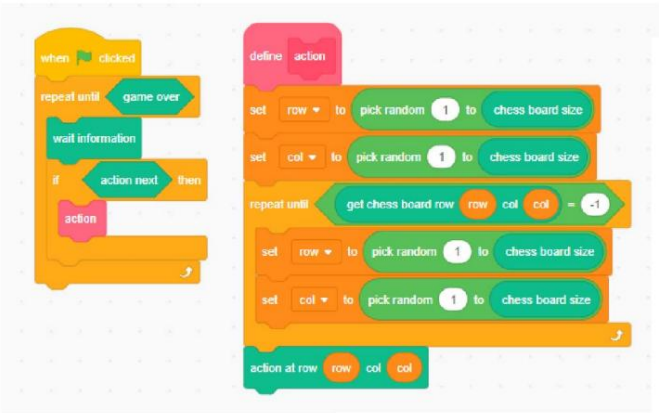 when clicked
repeat until game over
wait information
if action next then
action
define action
set row to pick random 1 to chess board size
set col to pick random 1 to chess board size
repeat until get chess board row row col col = -1
set row to pick random 1 to chess board size
set col to pick random 1 to chess board size
action at row row col col